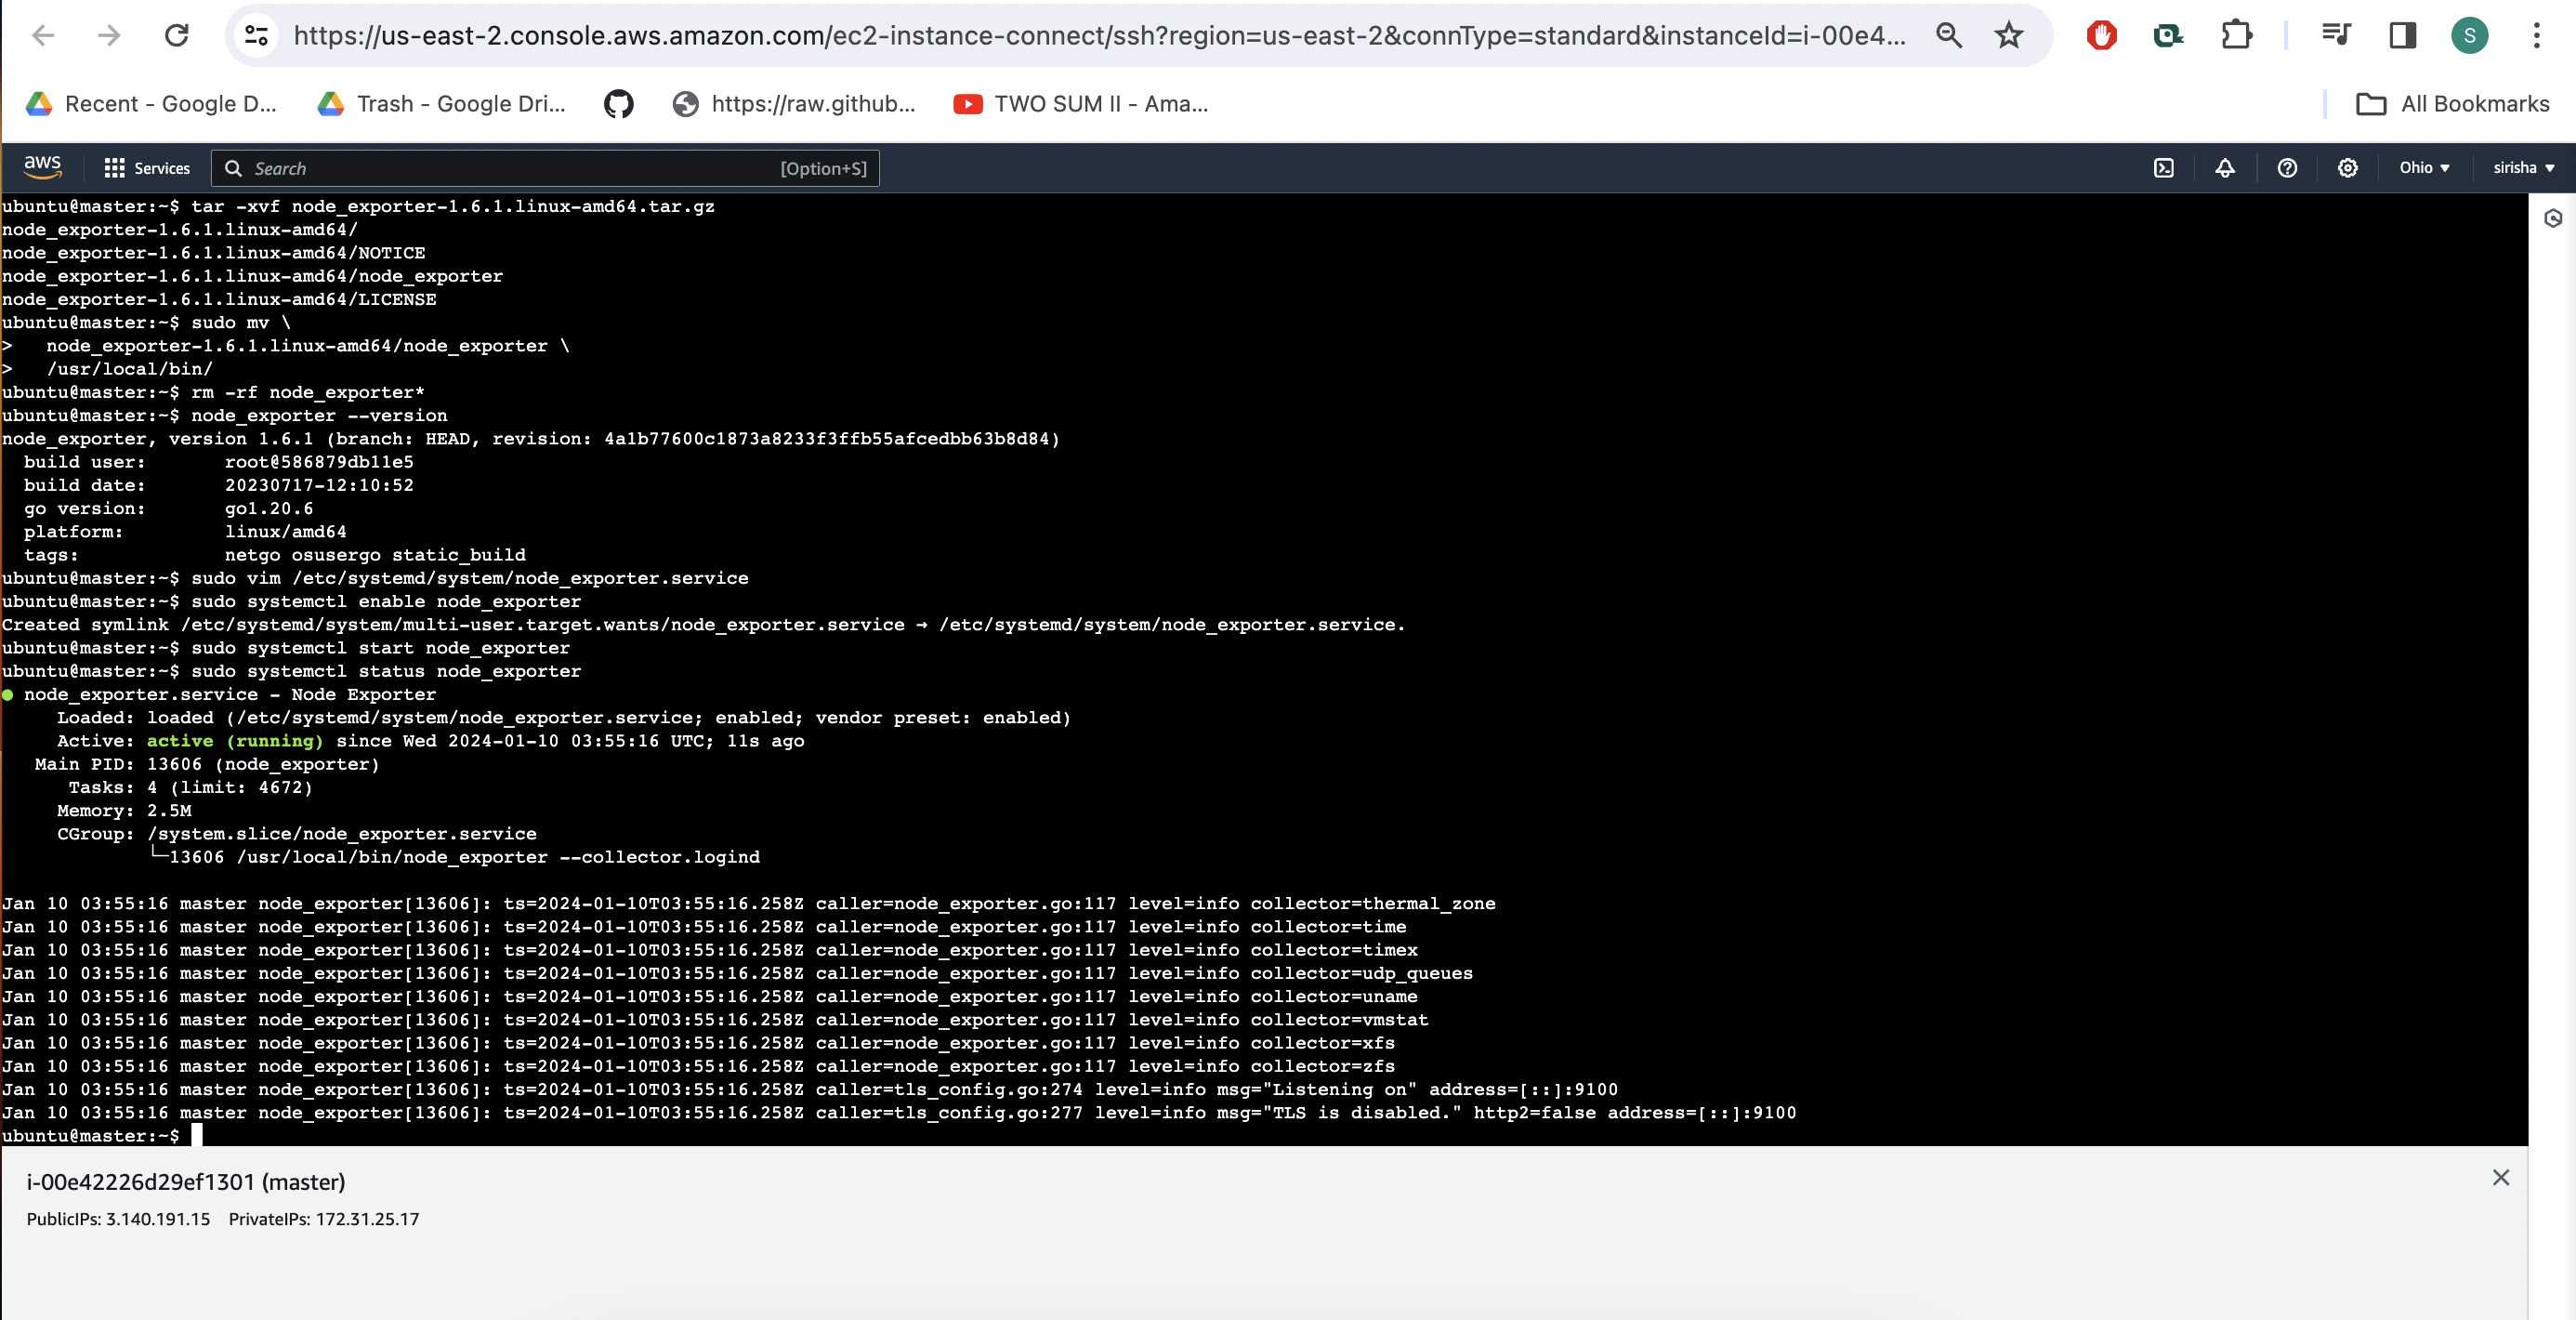 https://us-east-2.console.aws.amazon.com/ec2-instance-connect/ssh?region=us-east-2&connType=standard&instanceId=i-00e4...
S
Recent - Google D...
Trash - Google Dri...
https://raw.github...
TWO SUM II - Ama...
All Bookmarks
aws
Services
Search
[Option+S]
Ohio
sirisha
ubuntu@master:~$ tar -xvf node_exporter-1.6.1.linux-amd64.tar.gz
node_exporter-1.6.1.linux-amd64/
node_exporter-1.6.1.linux-amd64/NOTICE
node_exporter-1.6.1.linux-amd64/node_exporter
node_exporter-1.6.1.linux-amd64/LICENSE
ubuntu@master:~$ sudo mv \
>   node_exporter-1.6.1.linux-amd64/node_exporter \
>   /usr/local/bin/
ubuntu@master:~$ rm -rf node_exporter*
ubuntu@master:~$ node_exporter --version
node_exporter, version 1.6.1 (branch: HEAD, revision: 4a1b77600c1873a8233f3ffb55afcedbb63b8d84)
  build user:       root@586879db11e5
  build date:       20230717-12:10:52
  go version:       go1.20.6
  platform:         linux/amd64
  tags:             netgo osusergo static_build
ubuntu@master:~$ sudo vim /etc/systemd/system/node_exporter.service
ubuntu@master:~$ sudo systemctl enable node_exporter
Created symlink /etc/systemd/system/multi-user.target.wants/node_exporter.service → /etc/systemd/system/node_exporter.service.
ubuntu@master:~$ sudo systemctl start node_exporter
ubuntu@master:~$ sudo systemctl status node_exporter
● node_exporter.service - Node Exporter
     Loaded: loaded (/etc/systemd/system/node_exporter.service; enabled; vendor preset: enabled)
     Active: active (running) since Wed 2024-01-10 03:55:16 UTC; 11s ago
   Main PID: 13606 (node_exporter)
      Tasks: 4 (limit: 4672)
     Memory: 2.5M
     CGroup: /system.slice/node_exporter.service
             └─13606 /usr/local/bin/node_exporter --collector.logind
Jan 10 03:55:16 master node_exporter[13606]: ts=2024-01-10T03:55:16.258Z caller=node_exporter.go:117 level=info collector=thermal_zone
Jan 10 03:55:16 master node_exporter[13606]: ts=2024-01-10T03:55:16.258Z caller=node_exporter.go:117 level=info collector=time
Jan 10 03:55:16 master node_exporter[13606]: ts=2024-01-10T03:55:16.258Z caller=node_exporter.go:117 level=info collector=timex
Jan 10 03:55:16 master node_exporter[13606]: ts=2024-01-10T03:55:16.258Z caller=node_exporter.go:117 level=info collector=udp_queues
Jan 10 03:55:16 master node_exporter[13606]: ts=2024-01-10T03:55:16.258Z caller=node_exporter.go:117 level=info collector=uname
Jan 10 03:55:16 master node_exporter[13606]: ts=2024-01-10T03:55:16.258Z caller=node_exporter.go:117 level=info collector=vmstat
Jan 10 03:55:16 master node_exporter[13606]: ts=2024-01-10T03:55:16.258Z caller=node_exporter.go:117 level=info collector=xfs
Jan 10 03:55:16 master node_exporter[13606]: ts=2024-01-10T03:55:16.258Z caller=node_exporter.go:117 level=info collector=zfs
Jan 10 03:55:16 master node_exporter[13606]: ts=2024-01-10T03:55:16.258Z caller=tls_config.go:274 level=info msg="Listening on" address=[::]:9100
Jan 10 03:55:16 master node_exporter[13606]: ts=2024-01-10T03:55:16.258Z caller=tls_config.go:277 level=info msg="TLS is disabled." http2=false address=[::]:9100
ubuntu@master:~$
i-00e42226d29ef1301 (master)
PublicIPs: 3.140.191.15 PrivateIPs: 172.31.25.17